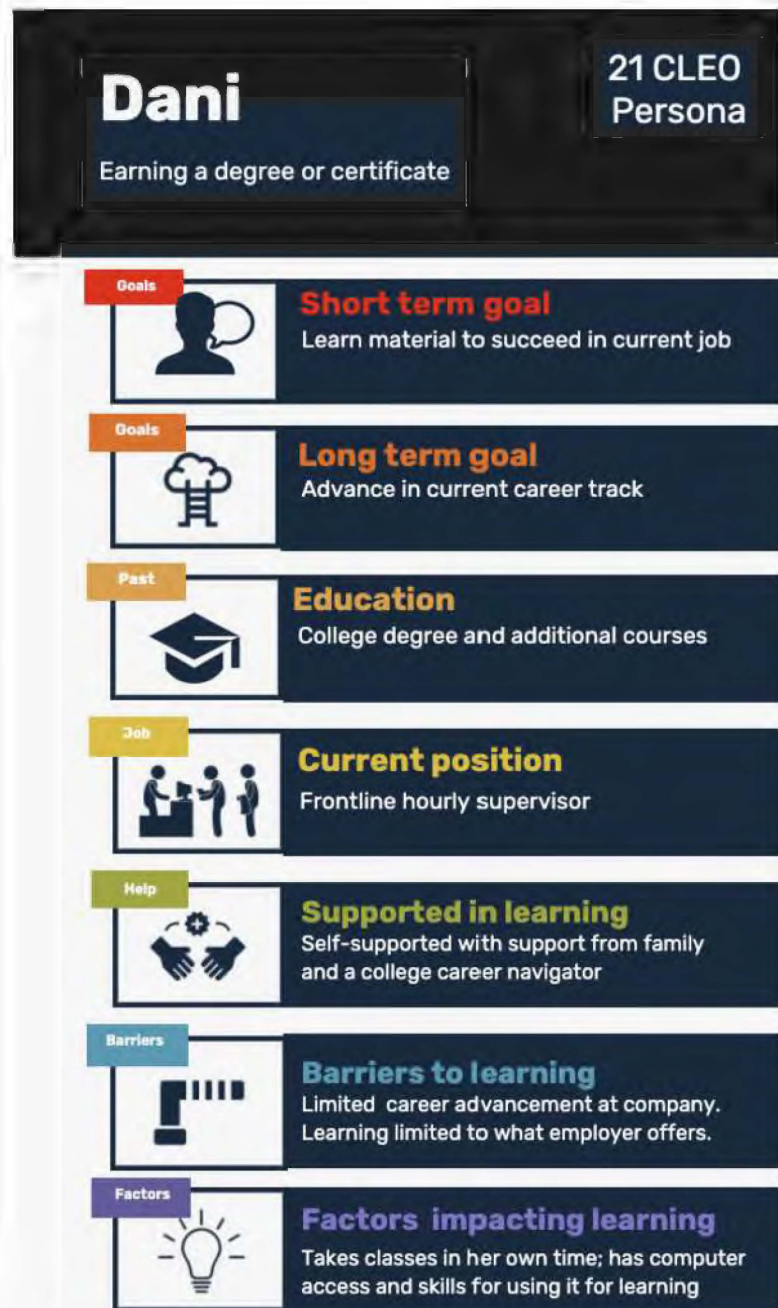 Dani
21 CLEO
Persona
Earning a degree or certificate
Goals
Short term goal
Learn material to succeed in current job
Goals
Long term goal
Advance in current career track
Past
Education
College degree and additional courses
Job
Current position
Frontline hourly supervisor
Help
Supported in learning
Self-supported with support from family
and a college career navigator
Barriers
Barriers to learning
Limited career advancement at company.
Learning limited to what employer offers.
Factors
Factors impacting learning
Takes classes in her own time; has computer
access and skills for using it for learning